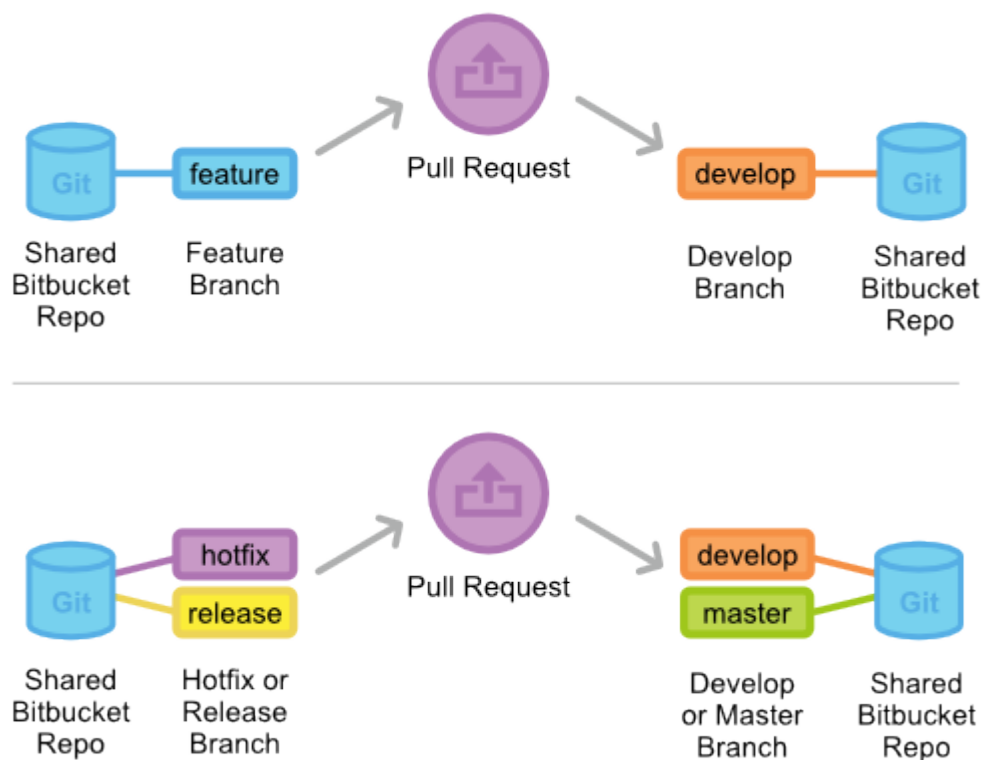 Git
feature
Pull Request
develop
Git
Shared
Bitbucket
Repo
Feature
Branch
Develop
Branch
Shared
Bitbucket
Repo
Git
hotfix
release
Pull Request
develop
master
Git
Shared
Bitbucket
Repo
Hotfix or
Release
Branch
Develop
or Master
Branch
Shared
Bitbucket
Repo